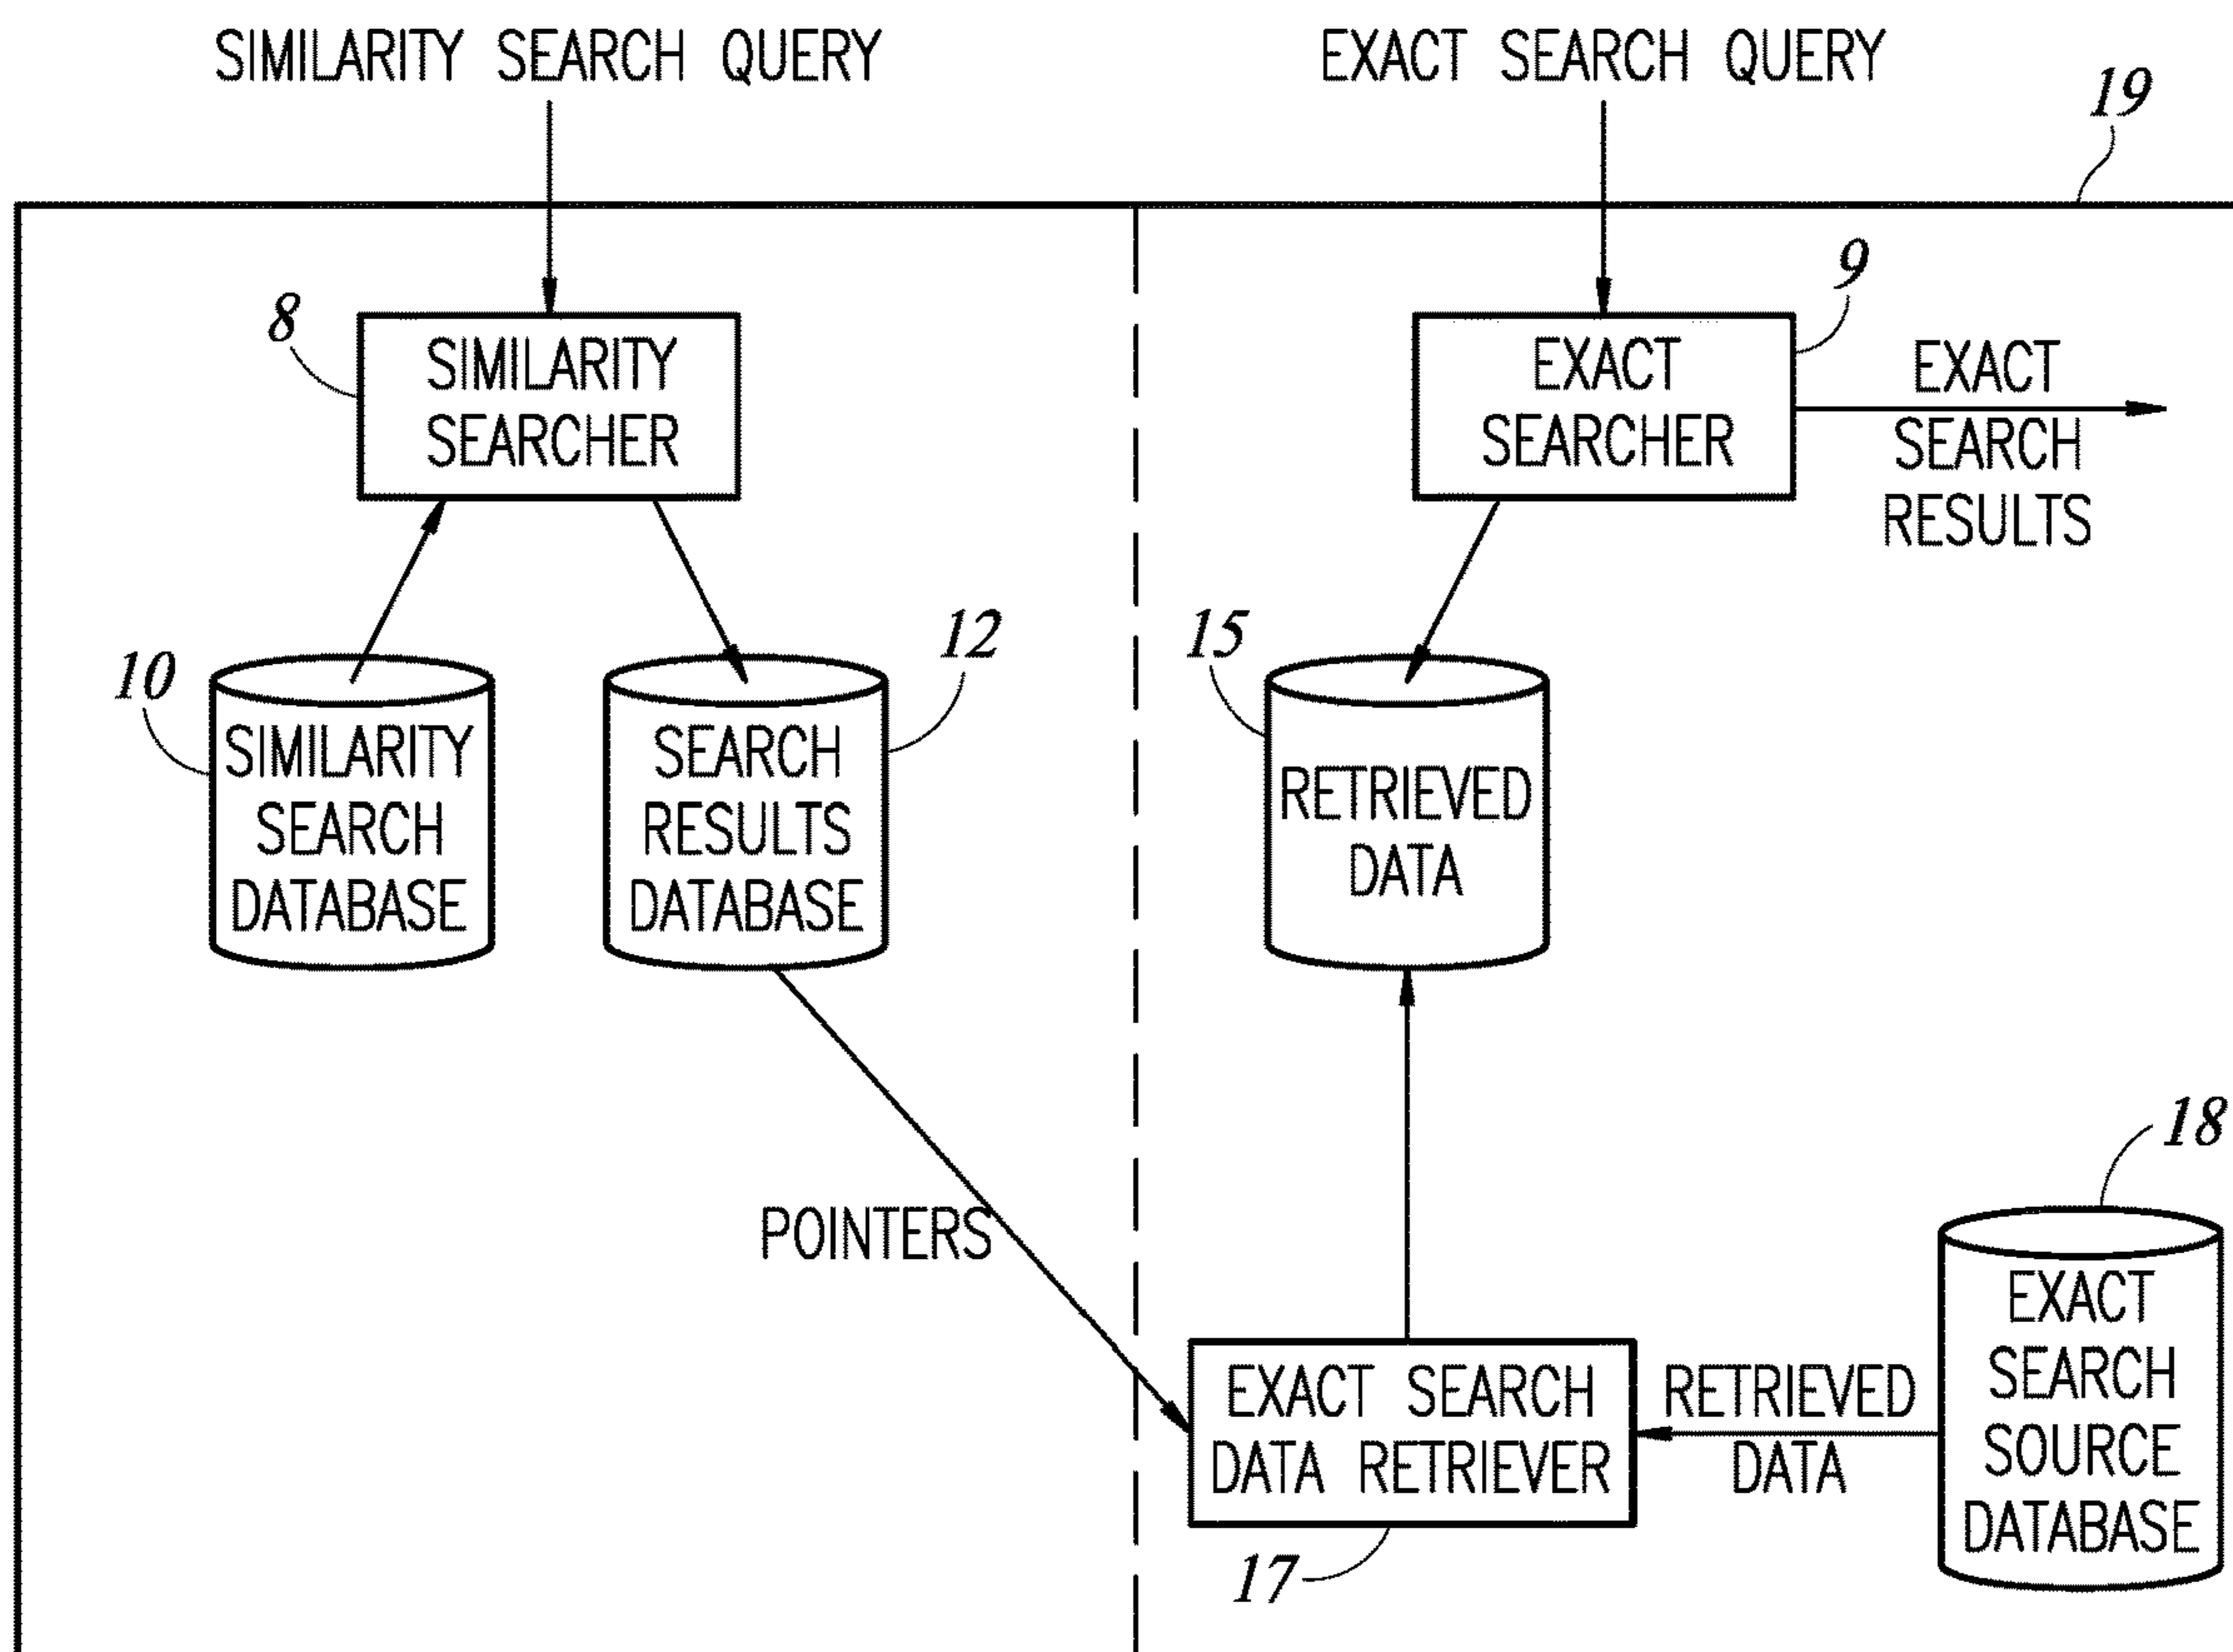 SIMILARITY SEARCH QUERY
EXACT SEARCH QUERY
19
8
SIMILARITY
SEARCHER
9
EXACT
SEARCHER
EXACT
SEARCH
RESULTS
10
SIMILARITY
SEARCH
DATABASE
12
SEARCH
RESULTS
DATABASE
15
RETRIEVED
DATA
POINTERS
EXACT SEARCH
DATA RETRIEVER
17
RETRIEVED
DATA
18
EXACT
SEARCH
SOURCE
DATABASE